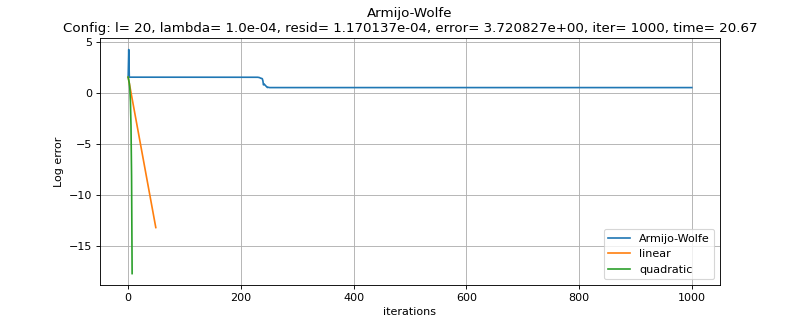 Armijo-Wolfe
Config: l= 20, lambda= 1.0e-04, resid= 1.170137e-04, error= 3.720827e+00, iter= 1000, time= 20.67
5
0
−5
−10
−15
Log error
0
200
400
600
800
1000
iterations
Armijo-Wolfe
linear
quadratic